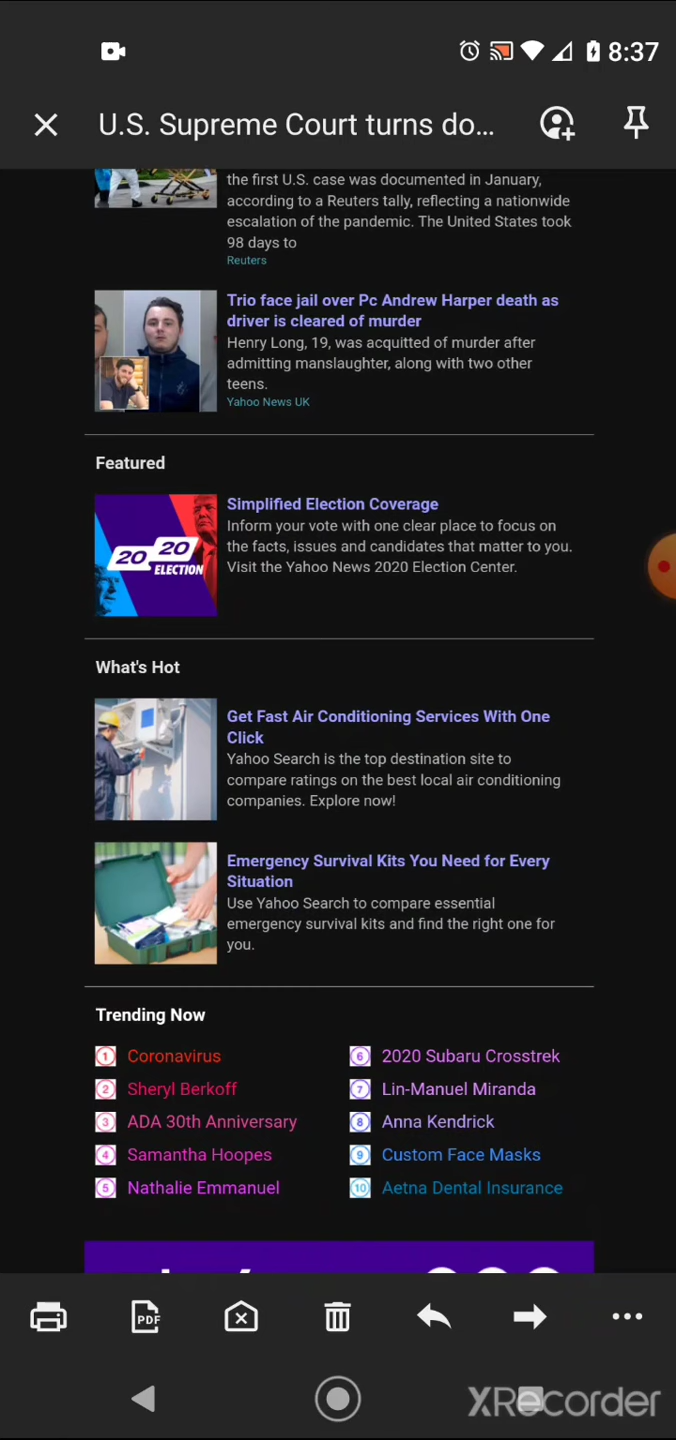 8:37
U.S. Supreme Court turns do...
the first U.S. case was documented in January,
according to a Reuters tally, reflecting a nationwide
escalation of the pandemic. The United States took
98 days to
Reuters
Trio face jail over Pc Andrew Harper death as
driver is cleared of murder
Henry Long, 19, was acquitted of murder after
admitting manslaughter, along with two other
teens.
Yahoo News UK
Featured
20 20
ELECTION
Simplified Election Coverage
Inform your vote with one clear place to focus on
the facts, issues and candidates that matter to you.
Visit the Yahoo News 2020 Election Center.
What's Hot
Get Fast Air Conditioning Services With One
Click
Yahoo Search is the top destination site to
compare ratings on the best local air conditioning
companies. Explore now!
Emergency Survival Kits You Need for Every
Situation
Use Yahoo Search to compare essential
emergency survival kits and find the right one for
you.
Trending Now
1 Coronavirus
2 Sheryl Berkoff
3 ADA 30th Anniversary
4 Samantha Hoopes
5 Nathalie Emmanuel
6 2020 Subaru Crosstrek
7 Lin-Manuel Miranda
8 Anna Kendrick
9 Custom Face Masks
10 Aetna Dental Insurance
PDF
XRecorder